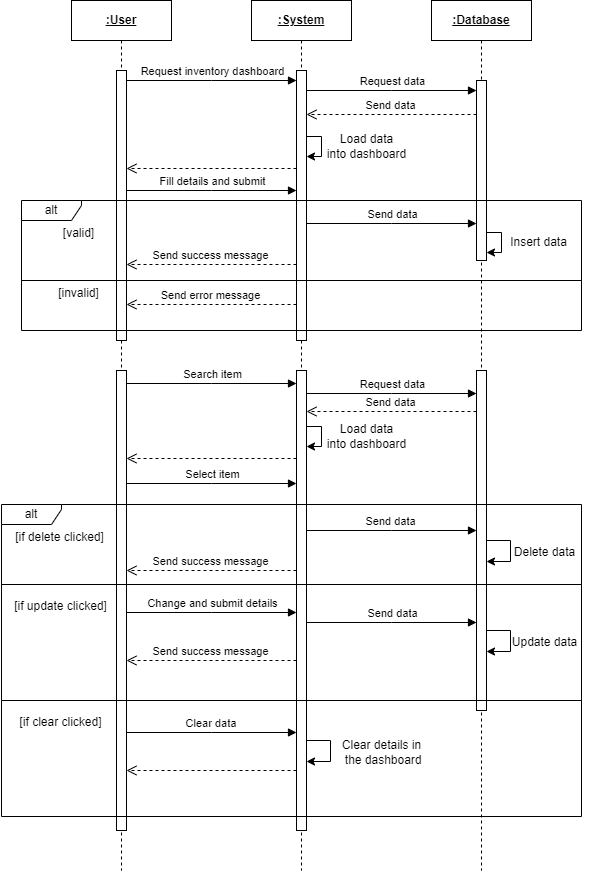 :User
:System
:Database
Request inventory dashboard
Request data
Send data
Load data
into dashboard
Fill details and submit
alt
Send data
[valid]
Insert data
Send success message
[invalid]
Send error message
Search item
Request data
Send data
Load data
into dashboard
Select item
alt
Send data
[if delete clicked]
Delete data
Send success message
[if update clicked]
Change and submit details
Send data
Update data
Send success message
[if clear clicked]
Clear data
Clear details in
the dashboard